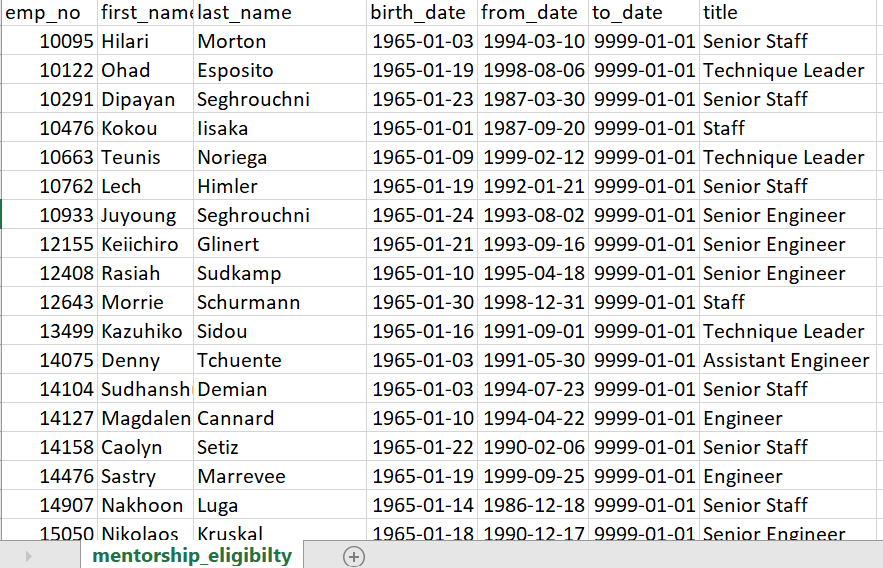 emp_no first_name last_name birth_date from_date to_date title
10095 Hilari Morton 1965-01-03 1994-03-10 9999-01-01 Senior Staff
10122 Ohad Esposito 1965-01-19 1998-08-06 9999-01-01 Technique Leader
10291 Dipayan Seghrouchni 1965-01-23 1987-03-30 9999-01-01 Senior Staff
10476 Kokou Iisaka 1965-01-01 1987-09-20 9999-01-01 Staff
10663 Teunis Noriega 1965-01-09 1999-02-12 9999-01-01 Technique Leader
10762 Lech Himler 1965-01-19 1992-01-21 9999-01-01 Senior Staff
10933 Juyoung Seghrouchni 1965-01-24 1993-08-02 9999-01-01 Senior Engineer
12155 Keiichiro Glinert 1965-01-21 1993-09-16 9999-01-01 Senior Engineer
12408 Rasiah Sudkamp 1965-01-10 1995-04-18 9999-01-01 Senior Engineer
12643 Morrie Schurmann 1965-01-30 1998-12-31 9999-01-01 Staff
13499 Kazuhiko Sidou 1965-01-16 1991-09-01 9999-01-01 Technique Leader
14075 Denny Tchuente 1965-01-03 1991-05-30 9999-01-01 Assistant Engineer
14104 Sudhansh Demian 1965-01-03 1994-07-23 9999-01-01 Senior Staff
14127 Magdalen Cannard 1965-01-10 1994-04-22 9999-01-01 Engineer
14158 Caolyn Setiz 1965-01-22 1990-02-06 9999-01-01 Senior Staff
14476 Sastry Marrevee 1965-01-19 1999-09-25 9999-01-01 Engineer
14907 Nakhoon Luga 1965-01-14 1986-12-18 9999-01-01 Senior Staff
15050 Nikolaos Kruskal 1965-01-18 1990-12-17 9999-01-01 Senior Engineer
mentorship_eligibilty